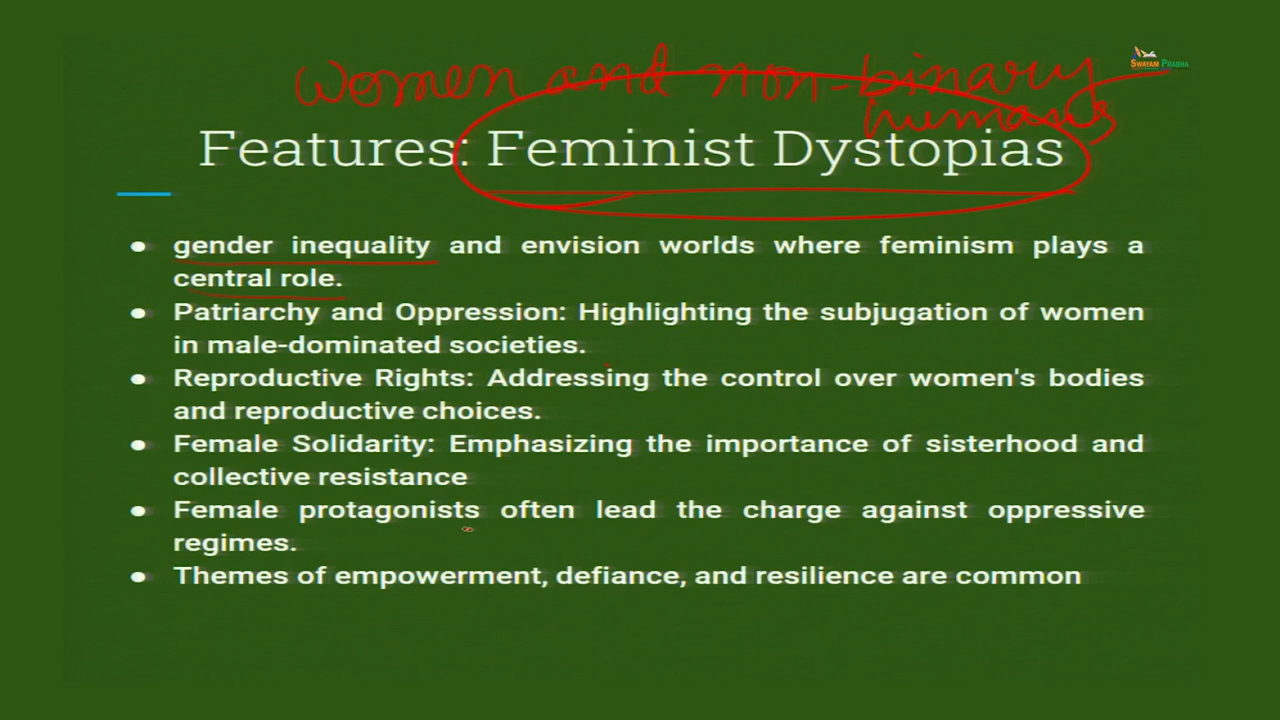 SWAYAM PRABHA
women and non-binary
humans
Features: Feminist Dystopias
● gender inequality and envision worlds where feminism plays a
central role.
● Patriarchy and Oppression: Highlighting the subjugation of women
in male-dominated societies.
● Reproductive Rights: Addressing the control over women's bodies
and reproductive choices.
● Female Solidarity: Emphasizing the importance of sisterhood and
collective resistance
● Female protagonists often lead the charge against oppressive
regimes.
● Themes of empowerment, defiance, and resilience are common